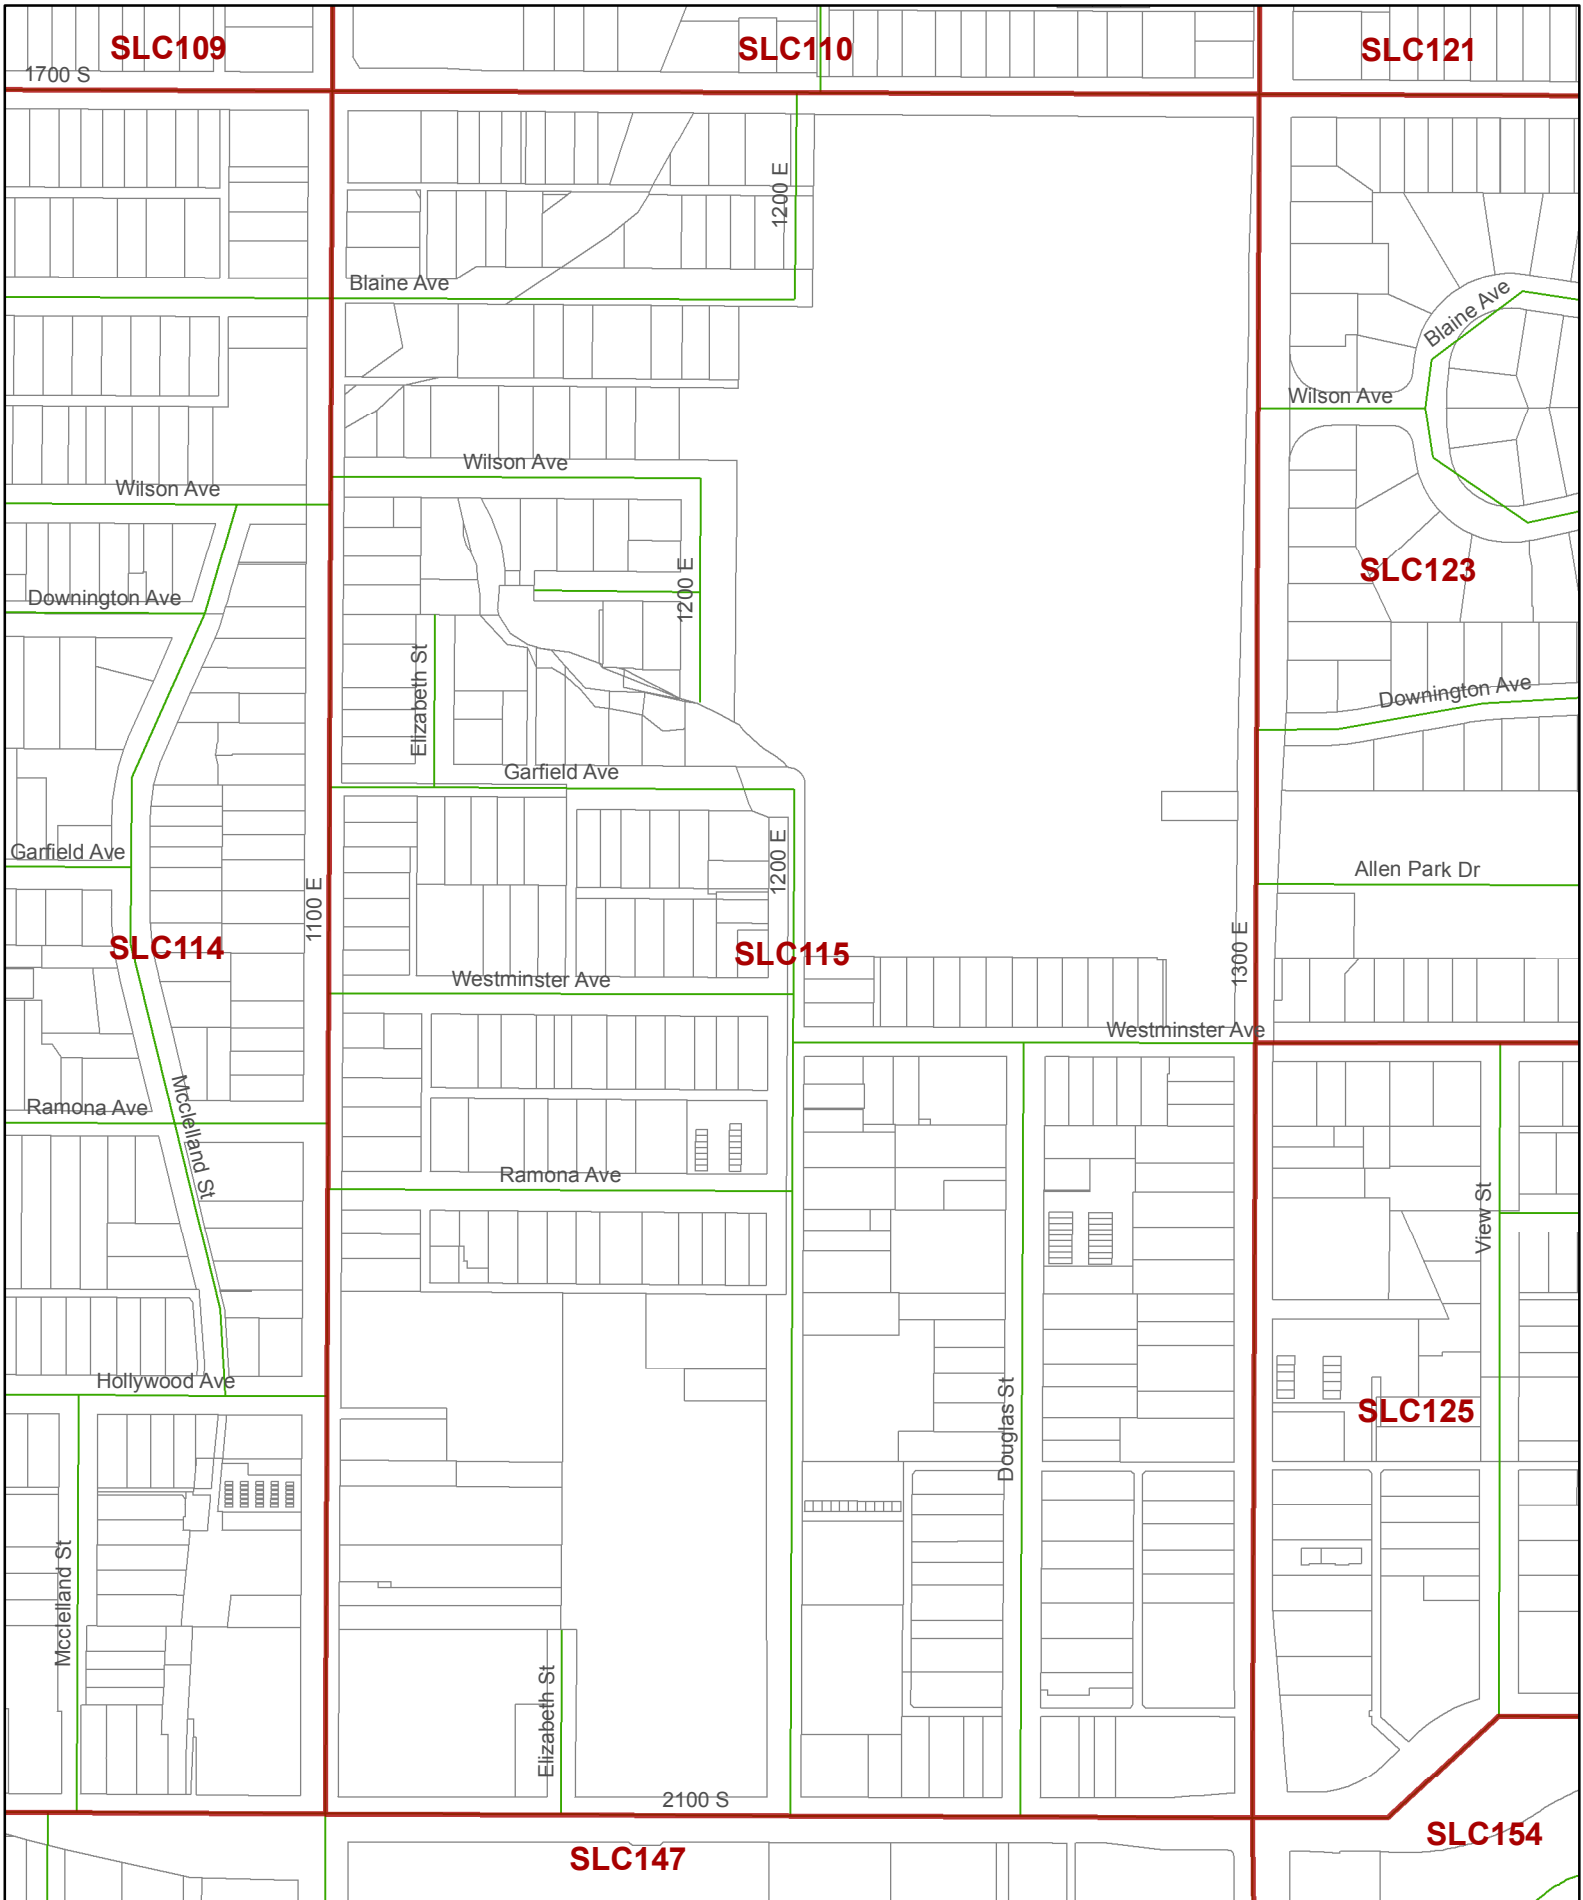 SLC109
SLC110
SLC121
1700 S
1200 E
Blaine Ave
Blaine Ave
Wilson Ave
Wilson Ave
Wilson Ave
SLC123
1200 E
Downington Ave
Elizabeth St
Downington Ave
Garfield Ave
Garfield Ave
1200 E
Allen Park Dr
1100 E
SLC114
SLC115
1300 E
Westminster Ave
Westminster Ave
Ramona Ave
Mcclelland St
Ramona Ave
View St
Hollywood Ave
Douglas St
SLC125
Mcclelland St
Elizabeth St
2100 S
SLC147
SLC154